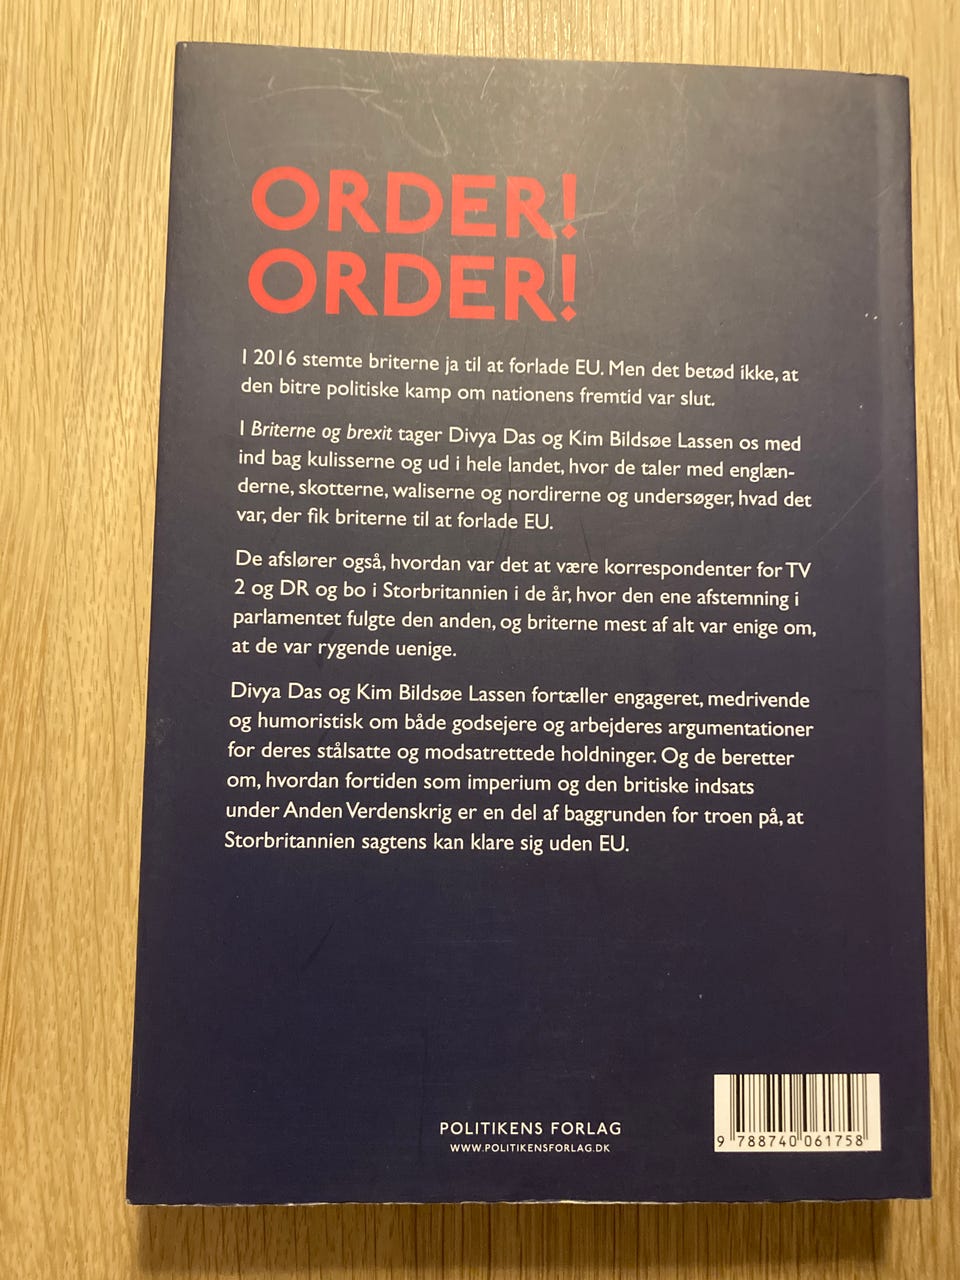 ORDER!
ORDER!
I 2016 stemte briterne ja til at forlade EU. Men det betød ikke, at
den bitre politiske kamp om nationens fremtid var slut.
I Briterne og brexit tager Divya Das og Kim Bildsøe Lassen os med
ind bag kulisserne og ud i hele landet, hvor de taler med englæn-
derne, skotterne, waliserne og nordirerne og undersøger, hvad det
var, der fik briterne til at forlade EU.
De afslører også, hvordan var det at være korrespondenter for TV
2 og DR og bo i Storbritannien i de år, hvor den ene afstemning i
parlamentet fulgte den anden, og briterne mest af alt var enige om,
at de var rygende uenige.
Divya Das og Kim Bildsøe Lassen fortæller engageret, medrivende
og humoristisk om både godsejere og arbejderes argumentationer
for deres stålsatte og modsatrettede holdninger. Og de beretter
om, hvordan fortiden som imperium og den britiske indsats
under Anden Verdenskrig er en del af baggrunden for troen på, at
Storbritannien sagtens kan klare sig uden EU.
POLITIKENS FORLAG
WWW.POLITIKENSFORLAG.DK
9 788740 061758